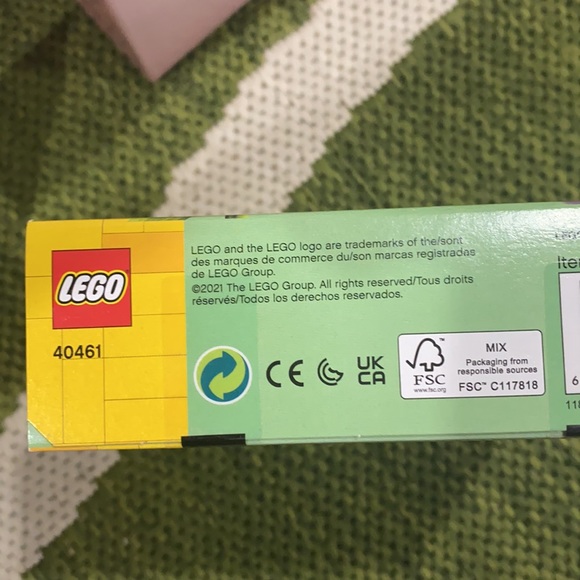 LEGO
40461
LEGO and the LEGO logo are trademarks of the/sont
des marques de commerce du/son marcas registradas
de LEGO Group.
©2021 The LEGO Group. All rights reserved/Tous droits
réservés/Todos los derechos reservados.
CE
UK
CA
FSC
www.fsc.org
MIX
Packaging from
responsible sources
FSC™ C117818
6
118